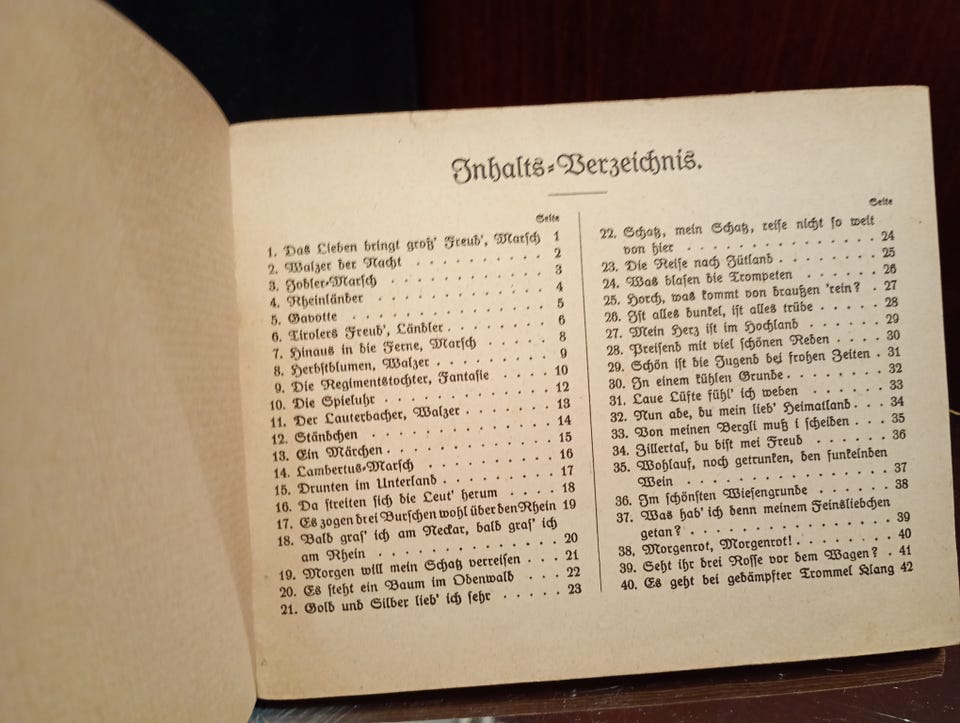 Inhalts-Verzeichnis.
Seite
1. Das Lieben bringt groß' Freud', Marsch 1
2. Walzer der Nacht . . . . . . . . . . 2
3. Jodler-Marsch . . . . . . . . . . . 3
4. Rheinländer . . . . . . . . . . . . 4
5. Gavotte . . . . . . . . . . . . . . 5
6. Tirolers Freud', Ländler . . . . . . . 6
7. Hinaus in die Ferne, Marsch . . . . . 8
8. Herbstblumen, Walzer . . . . . . . . 9
9. Die Regimentstochter, Fantasie . . . . 10
10. Die Spieluhr . . . . . . . . . . . . 12
11. Der Lauterbacher, Walzer . . . . . . . 13
12. Ständchen . . . . . . . . . . . . . 14
13. Ein Märchen . . . . . . . . . . . . 15
14. Lambertus-Marsch . . . . . . . . . 16
15. Drunten im Unterland . . . . . . . . 17
16. Da streiten sich die Leut' herum . . . . . 18
17. Es zogen drei Burschen wohl über den Rhein 19
18. Bald gras' ich am Neckar, bald gras' ich
am Rhein . . . . . . . . . . . . 20
19. Morgen will mein Schatz verreisen . . . . 21
20. Es steht ein Baum im Odenwald . . . 22
21. Gold und Silber lieb' ich sehr . . . . . 23
Seite
22. Schatz, mein Schatz, reise nicht so weit
von hier . . . . . . . . . . . . . 24
23. Die Reise nach Jütland . . . . . . . . 25
24. Was blasen die Trompeten . . . . . . 26
25. Horch, was kommt von draußen 'rein? . 27
26. Ist alles dunkel, ist alles trübe . . . . . 28
27. Mein Herz ist im Hochland . . . . . . 29
28. Preisend mit viel schönen Reden . . . . 30
29. Schön ist die Jugend bei frohen Zeiten . 31
30. In einem kühlen Grunde . . . . . . . . 32
31. Laue Lüfte fühl' ich weben . . . . . . 33
32. Nun ade, du mein lieb' Heimatland . . . 34
33. Von meinen Bergli muß i scheiden . . . 35
34. Zillertal, du bist mei Freud . . . . . . 36
35. Wohlauf, noch getrunken, den funkelnden
Wein . . . . . . . . . . . . . . 37
36. Im schönsten Wiesengrunde . . . . . . 38
37. Was hab' ich denn meinem Feinsliebchen
getan? . . . . . . . . . . . . . . 39
38. Morgenrot, Morgenrot! . . . . . . . . 40
39. Seht ihr drei Rosse vor dem Wagen? . 41
40. Es geht bei gedämpfter Trommel Klang 42